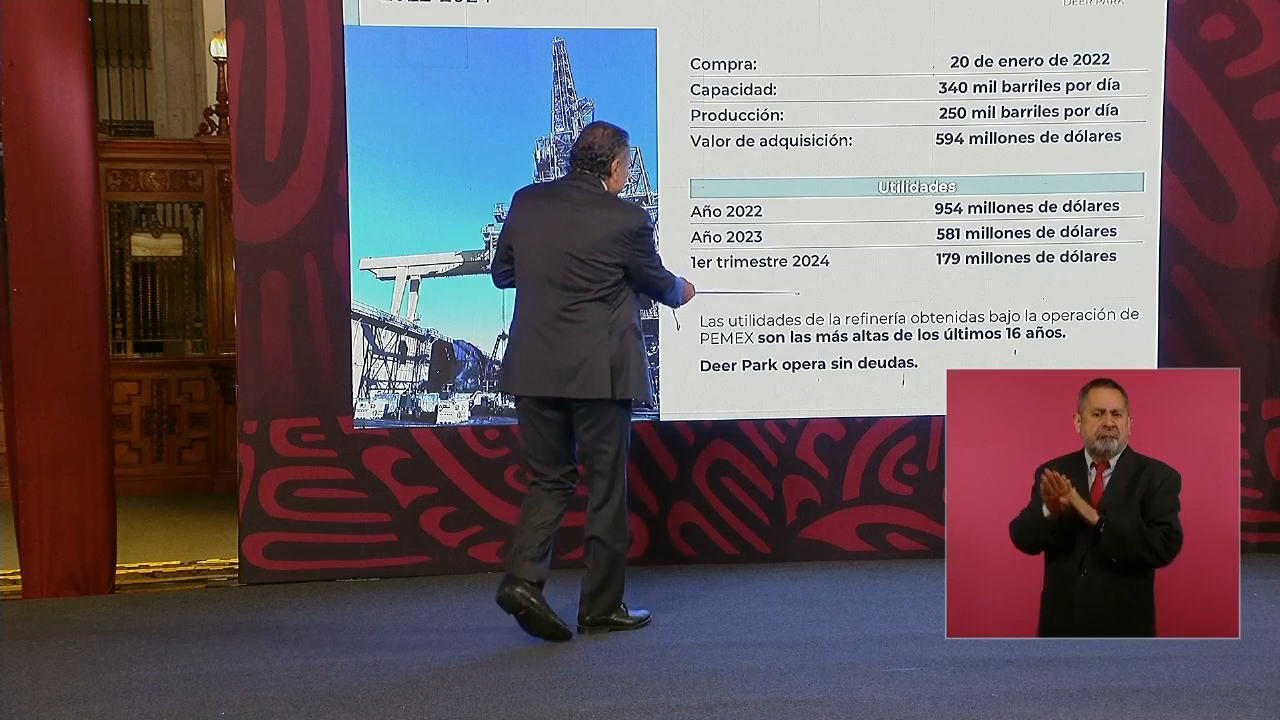 2022-2024
DEER PARK
Compra: 20 de enero de 2022
Capacidad: 340 mil barriles por día
Producción: 250 mil barriles por día
Valor de adquisición: 594 millones de dólares
Utilidades
Año 2022 954 millones de dólares
Año 2023 581 millones de dólares
1er trimestre 2024 179 millones de dólares
Las utilidades de la refinería obtenidas bajo la operación de
PEMEX son las más altas de los últimos 16 años.
Deer Park opera sin deudas.